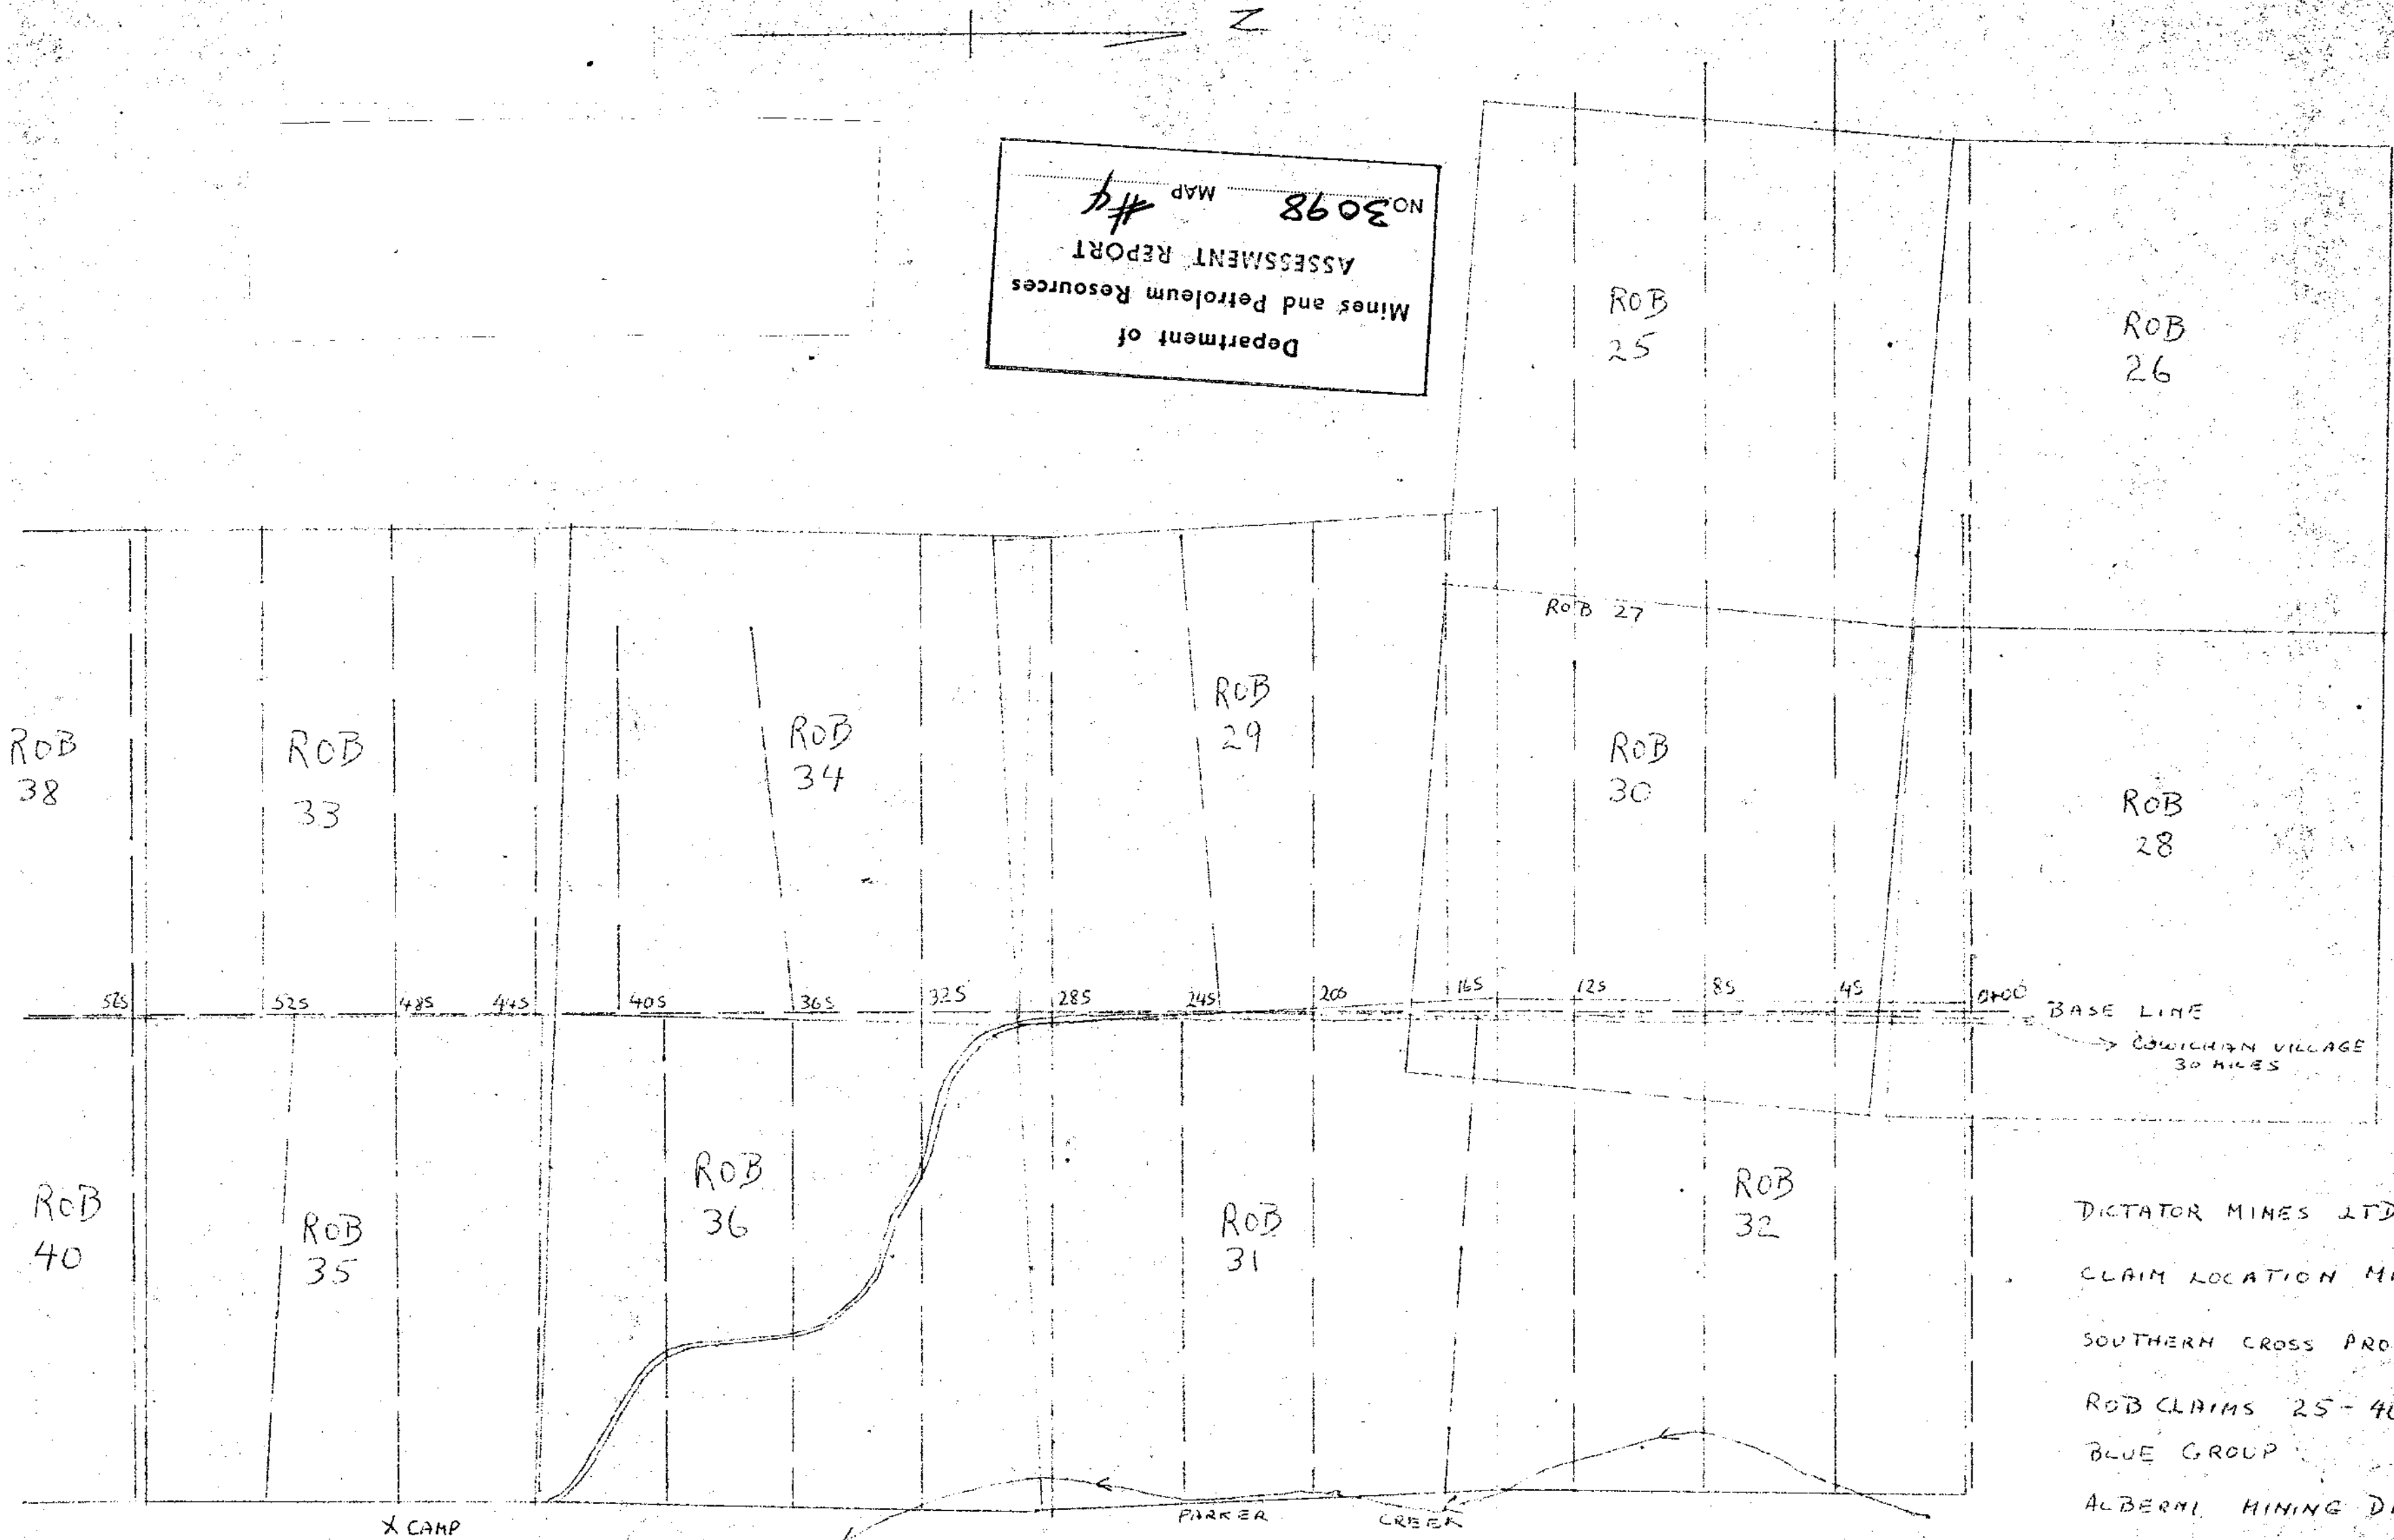 N
Department of
Mines and Petroleum Resources
ASSESSMENT REPORT
NO. 3098 MAP #4
ROB
25
ROB
26
ROB 27
ROB
38
ROB
33
ROB
34
ROB
29
ROB
30
ROB
28
56S 52S 48S 44S 40S 36S 32S 28S 24S 20S 16S 12S 8S 4S 0+00
BASE LINE
COWICHAN VILLAGE
30 MILES
ROB
40
ROB
35
ROB
36
ROB
31
ROB
32
DICTATOR MINES LTD
CLAIM LOCATION M
SOUTHERN CROSS PRO
ROB CLAIMS 25-40
BLUE GROUP
ALBERNI MINING D
X CAMP
PARKER CREEK